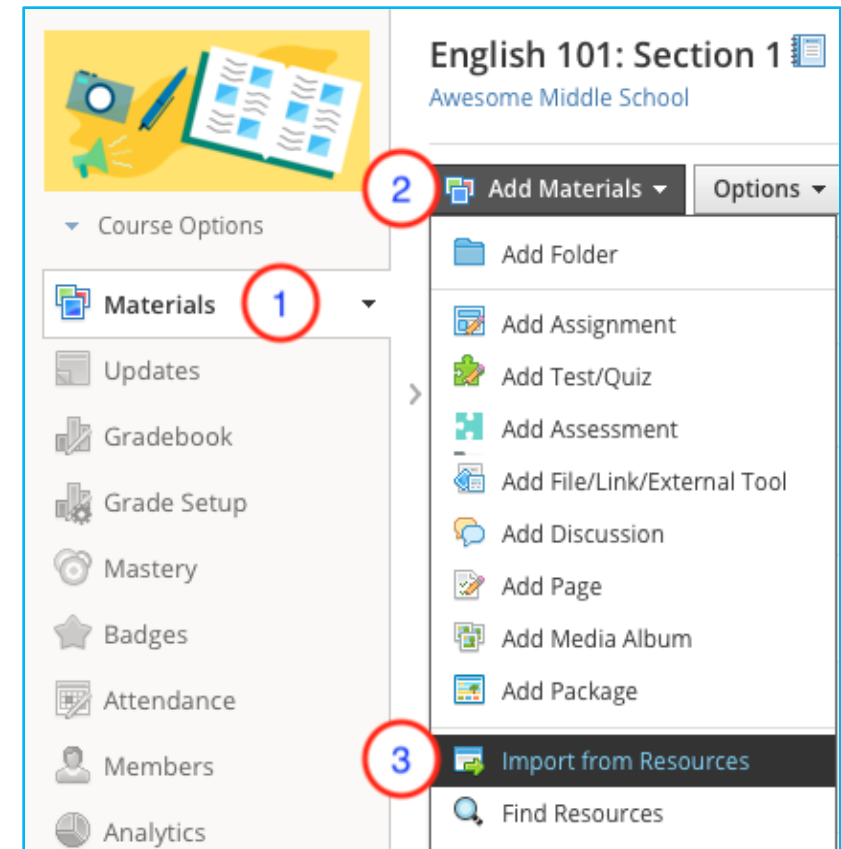 English 101: Section 1
Awesome Middle School
2
Add Materials
Options
Course Options
Materials
1
Updates
Gradebook
Grade Setup
Mastery
Badges
Attendance
Members
Analytics
Add Folder
Add Assignment
Add Test/Quiz
Add Assessment
Add File/Link/External Tool
Add Discussion
Add Page
Add Media Album
Add Package
3
Import from Resources
Find Resources